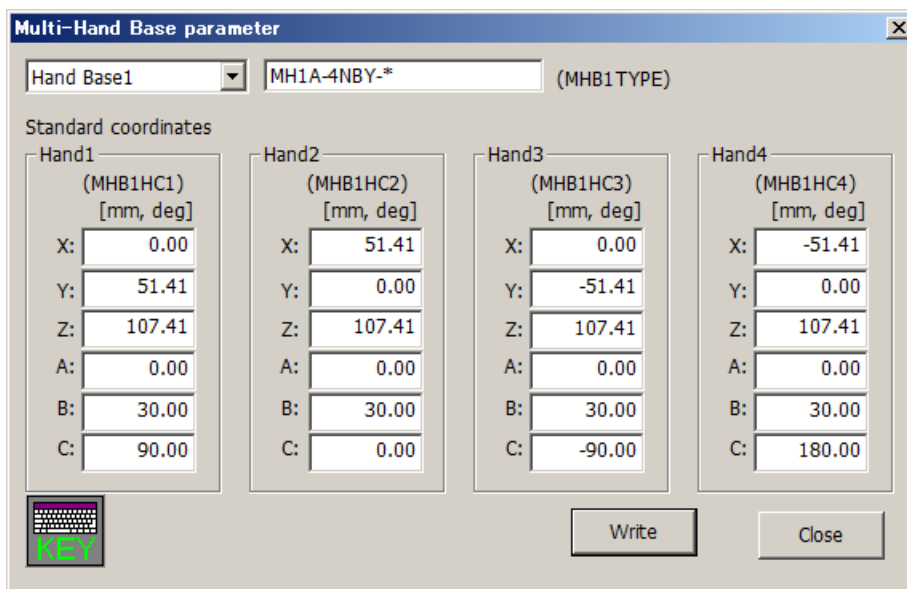 Multi-Hand Base parameter
Hand Base1 MH1A-4NBY-* (MHB1TYPE)
Standard coordinates
Hand1 Hand2 Hand3 Hand4
(MHB1HC1) (MHB1HC2) (MHB1HC3) (MHB1HC4)
[mm, deg] [mm, deg] [mm, deg] [mm, deg]
X: 0.00 X: 51.41 X: 0.00 X: -51.41
Y: 51.41 Y: 0.00 Y: -51.41 Y: 0.00
Z: 107.41 Z: 107.41 Z: 107.41 Z: 107.41
A: 0.00 A: 0.00 A: 0.00 A: 0.00
B: 30.00 B: 30.00 B: 30.00 B: 30.00
C: 90.00 C: 0.00 C: -90.00 C: 180.00
KEY Write Close